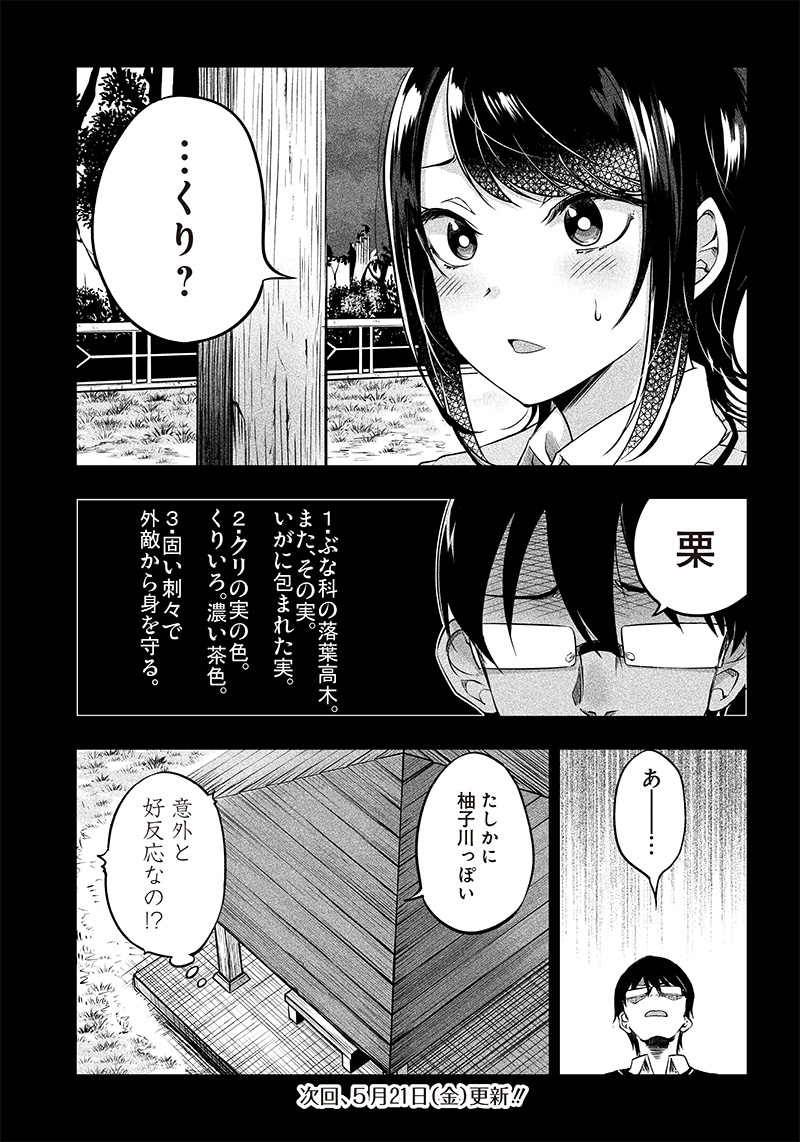 …くり?
栗
1・ぶな科の落葉高木。
また、その実。
いがに包まれた実。
2・クリの実の色。
くりいろ。濃い茶色。
3・固い刺々で
外敵から身を守る。
あ——…
たしかに
柚子川っぽい
意外と
好反応なの!?
次回、5月21日(金)更新!!